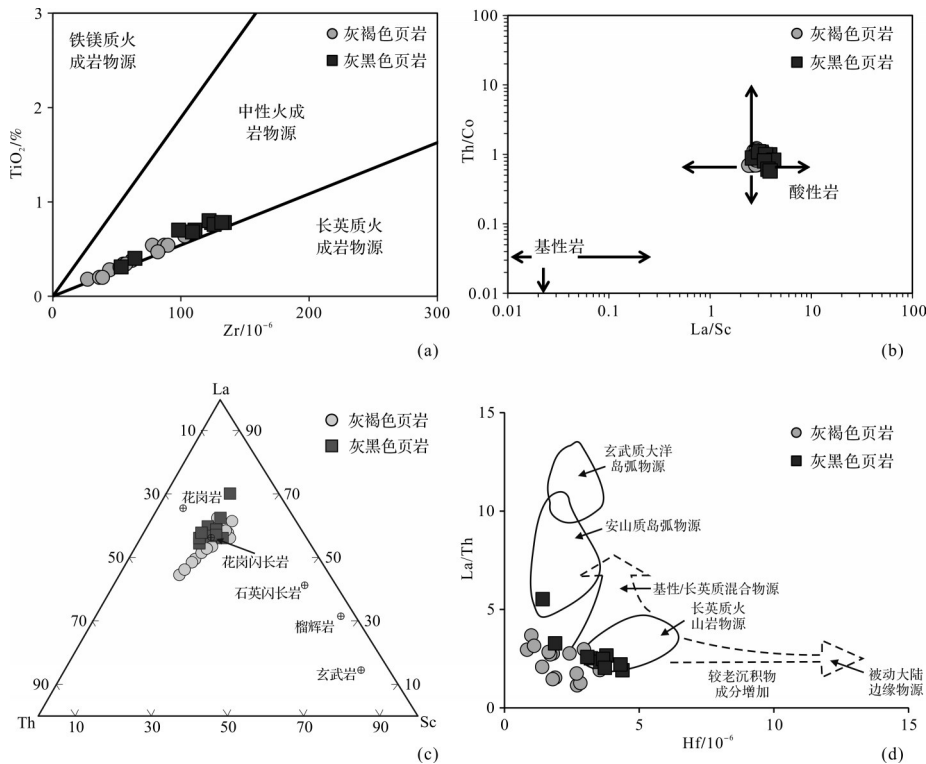 3
2
1
0
TiO₂/%
铁镁质火
成岩物源
中性火成
岩物源
长英质火
成岩物源
灰褐色页岩
灰黑色页岩
0
100
200
300
Zr/10⁻⁶
(a)
100
10
1
0.1
0.01
Th/Co
灰褐色页岩
灰黑色页岩
酸性岩
基性岩
0.01
0.1
1
10
100
La/Sc
(b)
La
灰褐色页岩
灰黑色页岩
10
90
30
70
花岗岩
50
50
花岗闪长岩
石英闪长岩
70
30
榴辉岩
玄武岩
90
10
Th
Sc
10
30
50
70
90
(c)
15
10
5
0
La/Th
灰褐色页岩
灰黑色页岩
玄武质大洋
岛弧物源
安山质岛弧物源
基性/长英质混合物源
长英质火
山岩物源
较老沉积物
成分增加
被动大陆
边缘物源
0
5
10
15
Hf/10⁻⁶
(d)